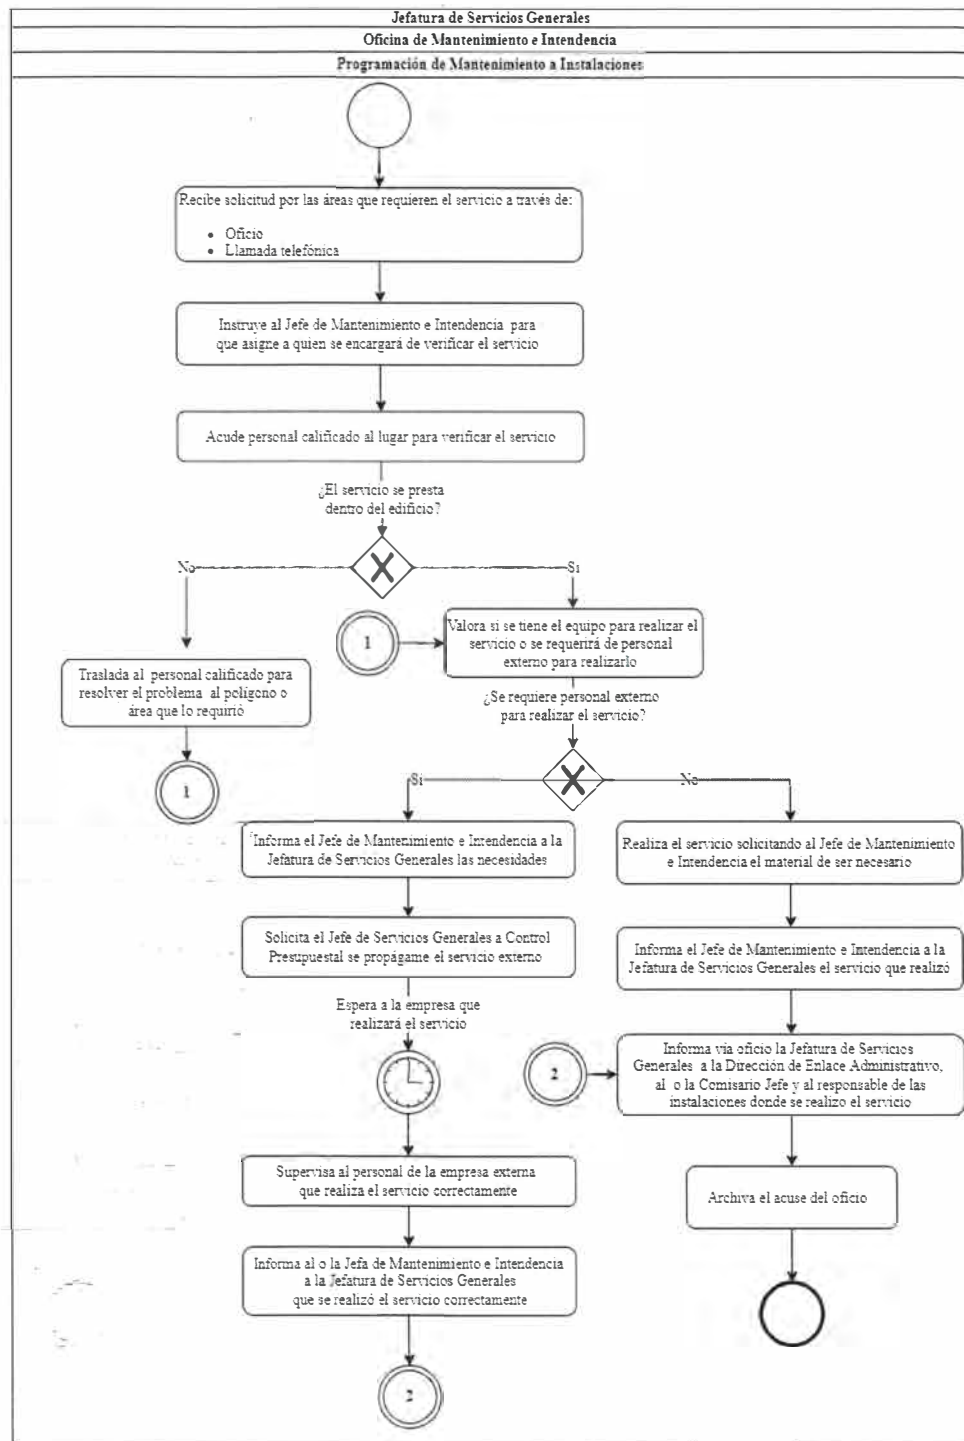 Jefatura de Servicios Generales
Oficina de Mantenimiento e Intendencia
Programación de Mantenimiento a Instalaciones
Recibe solicitud por las áreas que requieren el servicio a través de:
• Oficio
• Llamada telefónica
Instruye al Jefe de Mantenimiento e Intendencia para
que asigne a quien se encargará de verificar el servicio
Acude personal calificado al lugar para verificar el servicio
¿El servicio se presta
dentro del edificio?
No
Si
1
Valora si se tiene el equipo para realizar el
servicio o se requerirá de personal
externo para realizarlo
Traslada al personal calificado para
resolver el problema al polígono o
área que lo requirió
1
¿Se requiere personal externo
para realizar el servicio?
Si
No
Informa el Jefe de Mantenimiento e Intendencia a la
Jefatura de Servicios Generales las necesidades
Realiza el servicio solicitando al Jefe de Mantenimiento
e Intendencia el material de ser necesario
Solicita el Jefe de Servicios Generales a Control
Presupuestal se propágame el servicio externo
Informa el Jefe de Mantenimiento e Intendencia a la
Jefatura de Servicios Generales el servicio que realizó
Espera a la empresa que
realizará el servicio
2
Informa vía oficio la Jefatura de Servicios
Generales a la Dirección de Enlace Administrativo,
al o la Comisario Jefe y al responsable de las
instalaciones donde se realizo el servicio
Supervisa al personal de la empresa externa
que realiza el servicio correctamente
Archiva el acuse del oficio
Informa al o la Jefa de Mantenimiento e Intendencia
a la Jefatura de Servicios Generales
que se realizó el servicio correctamente
2